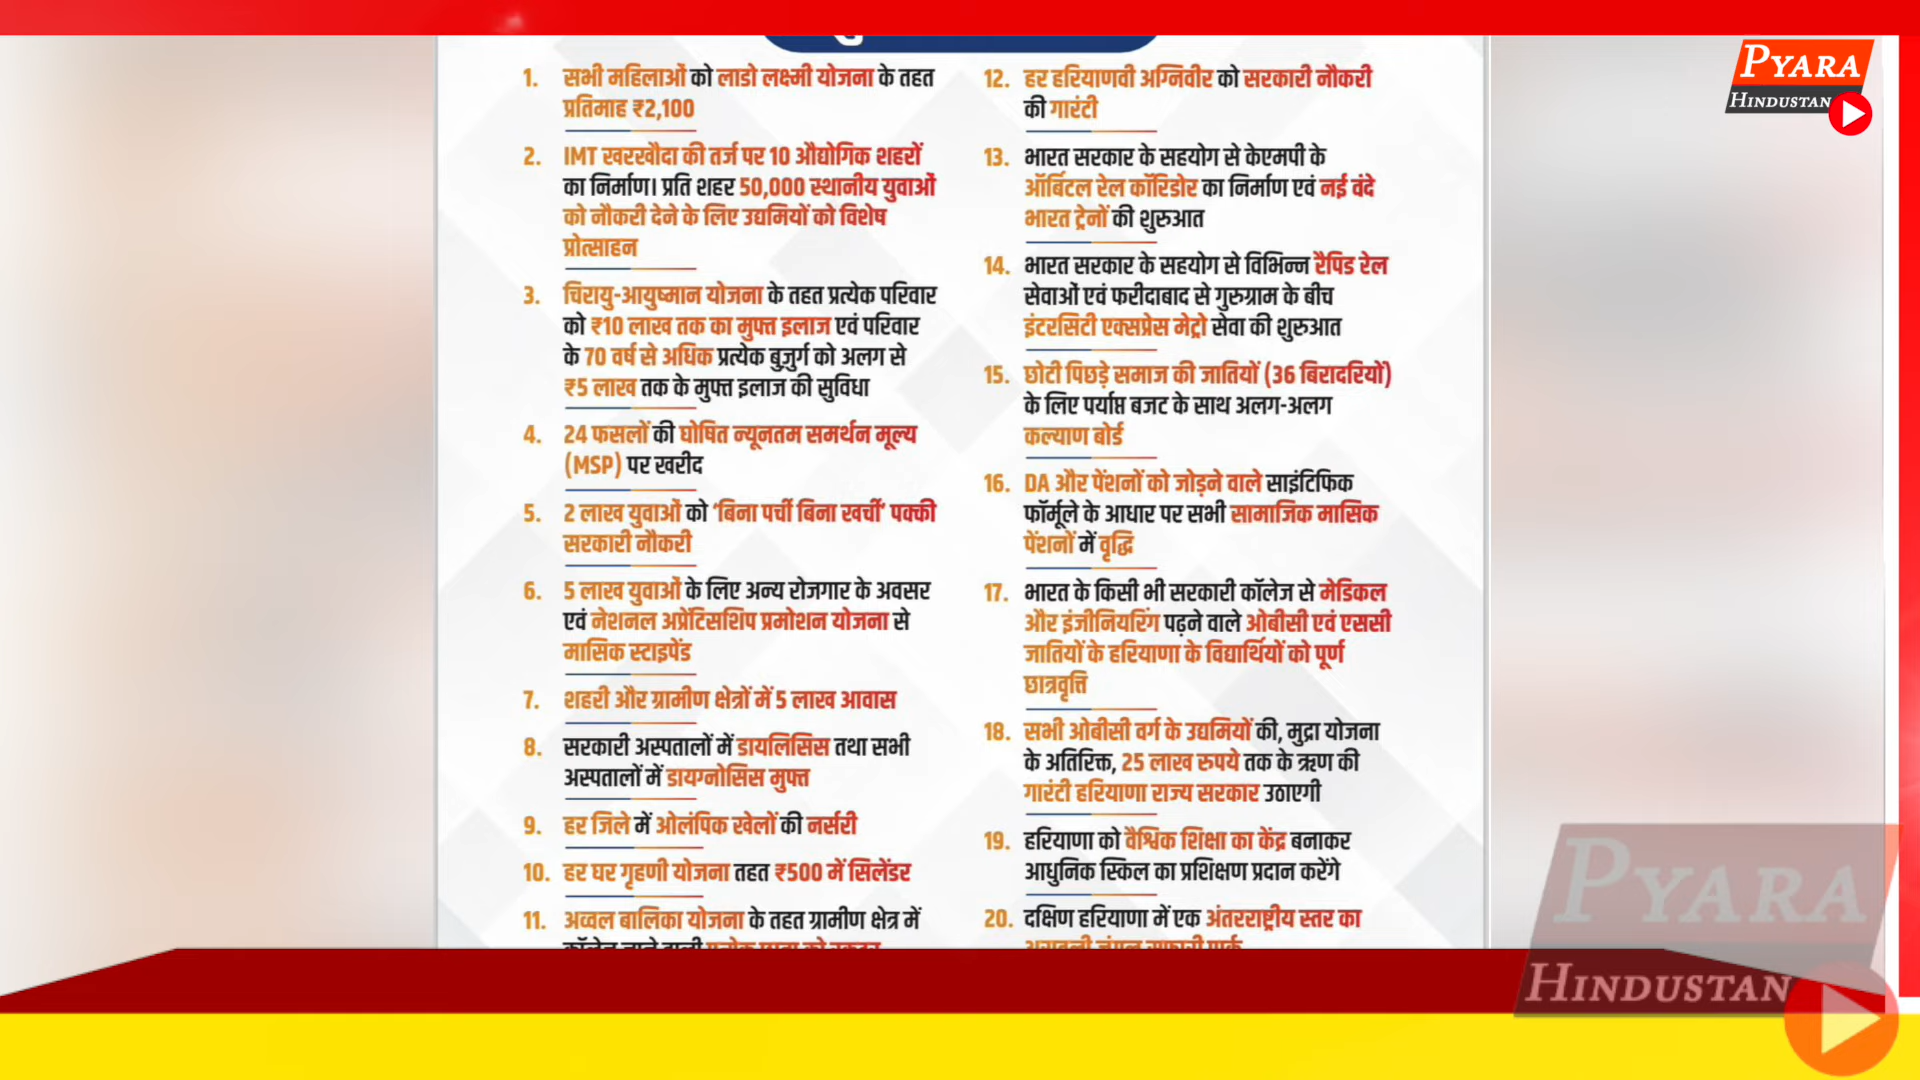 1. सभी महिलाओं को लाडो लक्ष्मी योजना के तहत
प्रतिमाह ₹2,100
2. IMT खरखौदा की तर्ज पर 10 औद्योगिक शहरों
का निर्माण। प्रति शहर 50,000 स्थानीय युवाओं
को नौकरी देने के लिए उद्यमियों को विशेष
प्रोत्साहन
3. चिरायु-आयुष्मान योजना के तहत प्रत्येक परिवार
को ₹10 लाख तक का मुफ्त इलाज एवं परिवार
के 70 वर्ष से अधिक प्रत्येक बुजुर्ग को अलग से
₹5 लाख तक के मुफ्त इलाज की सुविधा
4. 24 फसलों की घोषित न्यूनतम समर्थन मूल्य
(MSP) पर खरीद
5. 2 लाख युवाओं को 'बिना पर्ची बिना खर्ची' पक्की
सरकारी नौकरी
6. 5 लाख युवाओं के लिए अन्य रोजगार के अवसर
एवं नेशनल अप्रेंटिसशिप प्रमोशन योजना से
मासिक स्टाइपेंड
7. शहरी और ग्रामीण क्षेत्रों में 5 लाख आवास
8. सरकारी अस्पतालों में डायलिसिस तथा सभी
अस्पतालों में डायग्नोसिस मुफ्त
9. हर जिले में ओलंपिक खेलों की नर्सरी
10. हर घर गृहणी योजना तहत ₹500 में सिलेंडर
11. अव्वल बालिका योजना के तहत ग्रामीण क्षेत्र में
12. हर हरियाणवी अग्निवीर को सरकारी नौकरी
की गारंटी
13. भारत सरकार के सहयोग से केएमपी के
ऑर्बिटल रेल कॉरिडोर का निर्माण एवं नई वंदे
भारत ट्रेनों की शुरुआत
14. भारत सरकार के सहयोग से विभिन्न रैपिड रेल
सेवाओं एवं फरीदाबाद से गुरुग्राम के बीच
इंटरसिटी एक्सप्रेस मेट्रो सेवा की शुरुआत
15. छोटी पिछड़े समाज की जातियों (36 बिरादरियों)
के लिए पर्याप्त बजट के साथ अलग-अलग
कल्याण बोर्ड
16. DA और पेंशनों को जोड़ने वाले साइंटिफिक
फॉर्मूले के आधार पर सभी सामाजिक मासिक
पेंशनों में वृद्धि
17. भारत के किसी भी सरकारी कॉलेज से मेडिकल
और इंजीनियरिंग पढ़ने वाले ओबीसी एवं एससी
जातियों के हरियाणा के विद्यार्थियों को पूर्ण
छात्रवृत्ति
18. सभी ओबीसी वर्ग के उद्यमियों की, मुद्रा योजना
के अतिरिक्त, 25 लाख रुपये तक के ऋण की
गारंटी हरियाणा राज्य सरकार उठाएगी
19. हरियाणा को वैश्विक शिक्षा का केंद्र बनाकर
आधुनिक स्किल का प्रशिक्षण प्रदान करेंगे
20. दक्षिण हरियाणा में एक अंतरराष्ट्रीय स्तर का
PYARA
HINDUSTAN
PYARA
HINDUSTAN